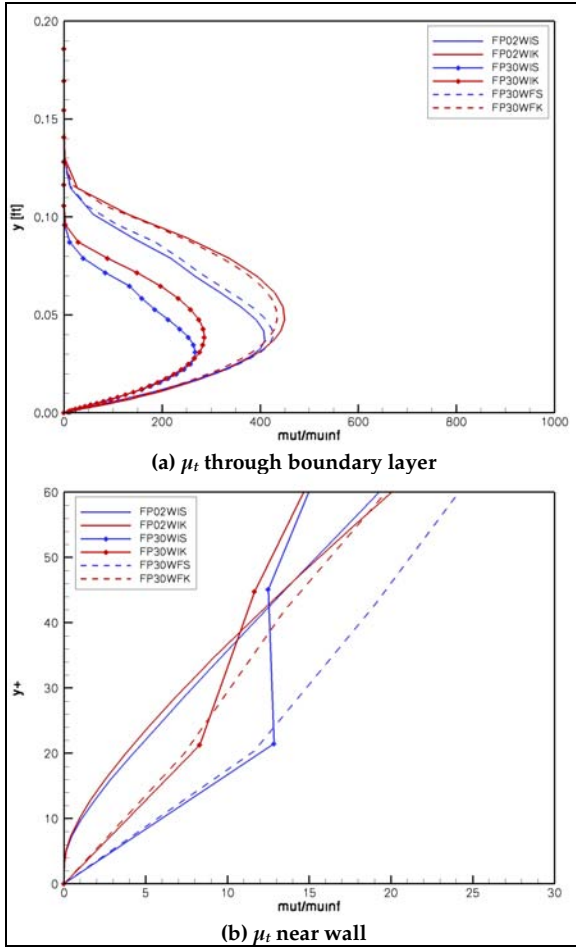 0.20
FP02WIS
FP02WIK
FP30WIS
FP30WIK
FP30WFS
FP30WFK
0.15
y [ft]
0.10
0.05
0.00
0 200 400 600 800 1000
mut/muinf
(a) μt through boundary layer
60
FP02WIS
FP02WIK
FP30WIS
FP30WIK
FP30WFS
FP30WFK
50
40
y+
30
20
10
0
0 5 10 15 20 25 30
mut/muinf
(b) μt near wall